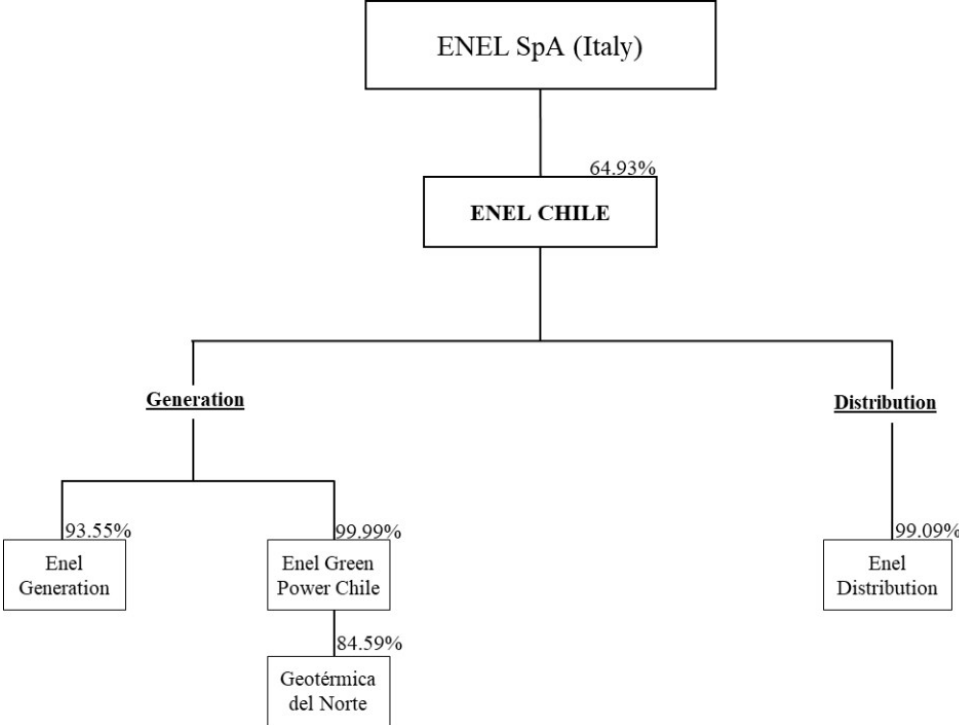 ENEL SpA (Italy)
64.93%
ENEL CHILE
Generation
Distribution
93.55%
99.99%
99.09%
Enel
Generation
Enel Green
Power Chile
Enel
Distribution
84.59%
Geotérmica
del Norte